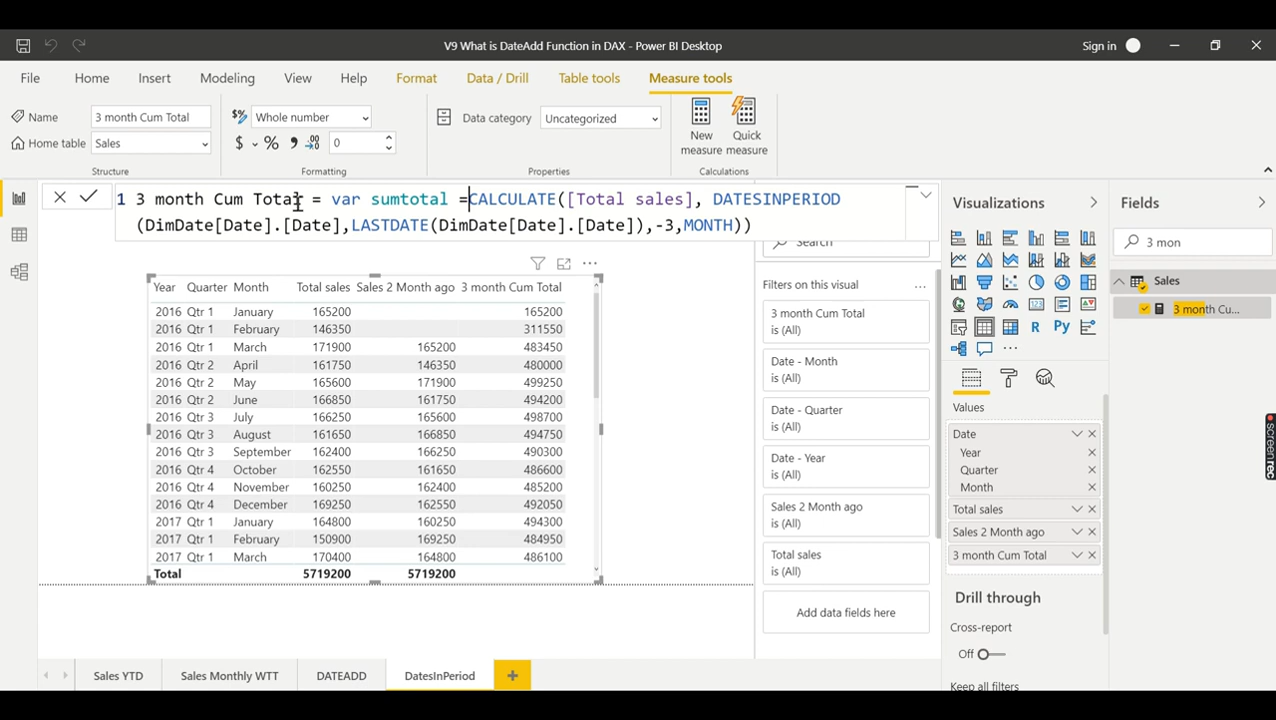 V9 What is DateAdd Function in DAX - Power BI Desktop
Sign in
File Home Insert Modeling View Help Format Data / Drill Table tools Measure tools
Name 3 month Cum Total
Home table Sales
Structure
Whole number
$ % 9 .00 0
Formatting
Data category Uncategorized
Properties
New measure
Quick measure
Calculations
1 3 month Cum Total = var sumtotal =CALCULATE([Total sales], DATESINPERIOD
(DimDate[Date].[Date],LASTDATE(DimDate[Date].[Date]),-3,MONTH))
Year Quarter Month Total sales Sales 2 Month ago 3 month Cum Total
2016 Qtr 1 January 165200 165200
2016 Qtr 1 February 146350 311550
2016 Qtr 1 March 171900 165200 483450
2016 Qtr 2 April 161750 146350 480000
2016 Qtr 2 May 165600 171900 499250
2016 Qtr 2 June 166850 161750 494200
2016 Qtr 3 July 166250 165600 498700
2016 Qtr 3 August 161650 166850 494750
2016 Qtr 3 September 162400 166250 490300
2016 Qtr 4 October 162550 161650 486600
2016 Qtr 4 November 160250 162400 485200
2016 Qtr 4 December 169250 162550 492050
2017 Qtr 1 January 164800 160250 494300
2017 Qtr 1 February 150900 169250 484950
2017 Qtr 1 March 170400 164800 486100
Total 5719200 5719200
Search
Filters on this visual ...
3 month Cum Total
is (All)
Date - Month
is (All)
Date - Quarter
is (All)
Date - Year
is (All)
Sales 2 Month ago
is (All)
Total sales
is (All)
Add data fields here
Visualizations
R Py
...
Values
Date
Year
Quarter
Month
Total sales
Sales 2 Month ago
3 month Cum Total
Drill through
Cross-report
Off
Keep all filters
Fields
3 mon
Sales
3 month Cu...
screenrec
Sales YTD Sales Monthly WTT DATEADD DatesInPeriod +